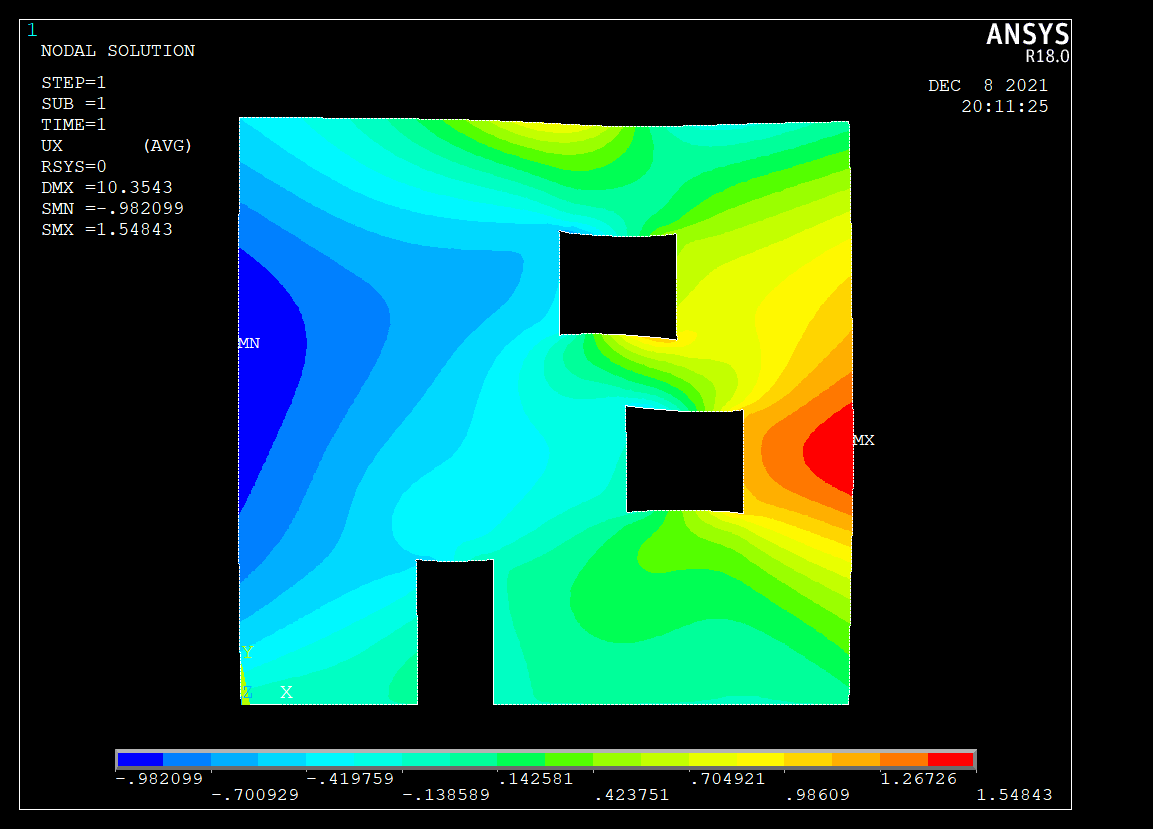 1
ANSYS
R18.0
NODAL SOLUTION
DEC 8 2021
20:11:25
STEP=1
SUB =1
TIME=1
UX (AVG)
RSYS=0
DMX =10.3543
SMN =-.982099
SMX =1.54843
MN
MX
Y
Z X
-.982099 -.419759 .142581 .704921 1.26726
-.700929 -.138589 .423751 .98609 1.54843